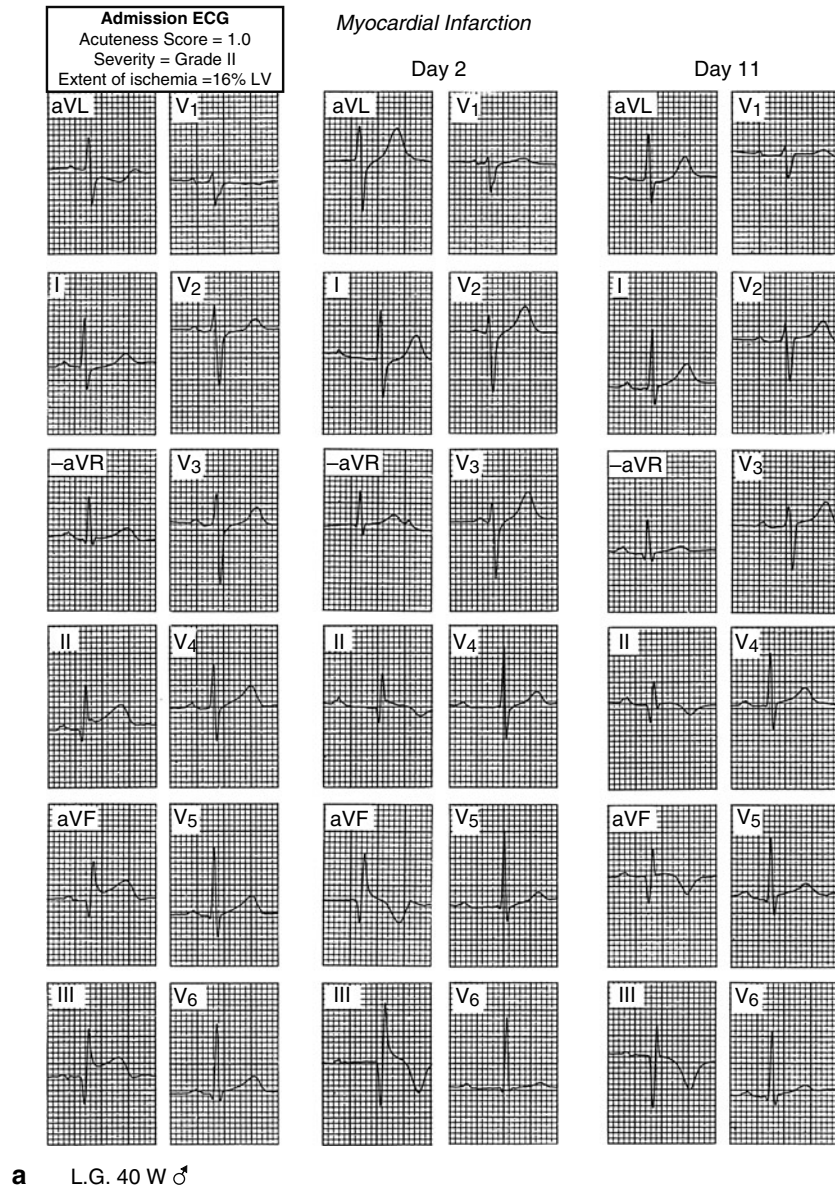 Admission ECG
Acuteness Score = 1.0
Severity = Grade II
Extent of ischemia =16% LV
Myocardial Infarction
Day 2
Day 11
aVL V1 aVL V1 aVL V1
I V2 I V2 I V2
–aVR V3 –aVR V3 –aVR V3
II V4 II V4 II V4
aVF V5 aVF V5 aVF V5
III V6 III V6 III V6
a L.G. 40 W ♂